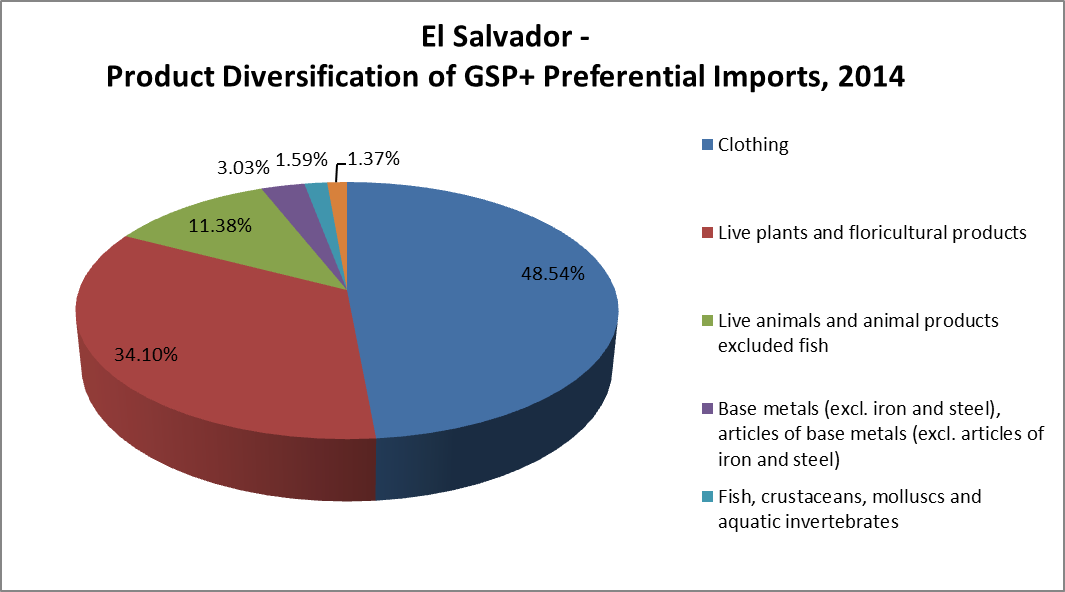 El Salvador -
Product Diversification of GSP+ Preferential Imports, 2014
48.54%
34.10%
11.38%
3.03%
1.59%
1.37%
Clothing
Live plants and floricultural products
Live animals and animal products
excluded fish
Base metals (excl. iron and steel),
articles of base metals (excl. articles of
iron and steel)
Fish, crustaceans, molluscs and
aquatic invertebrates